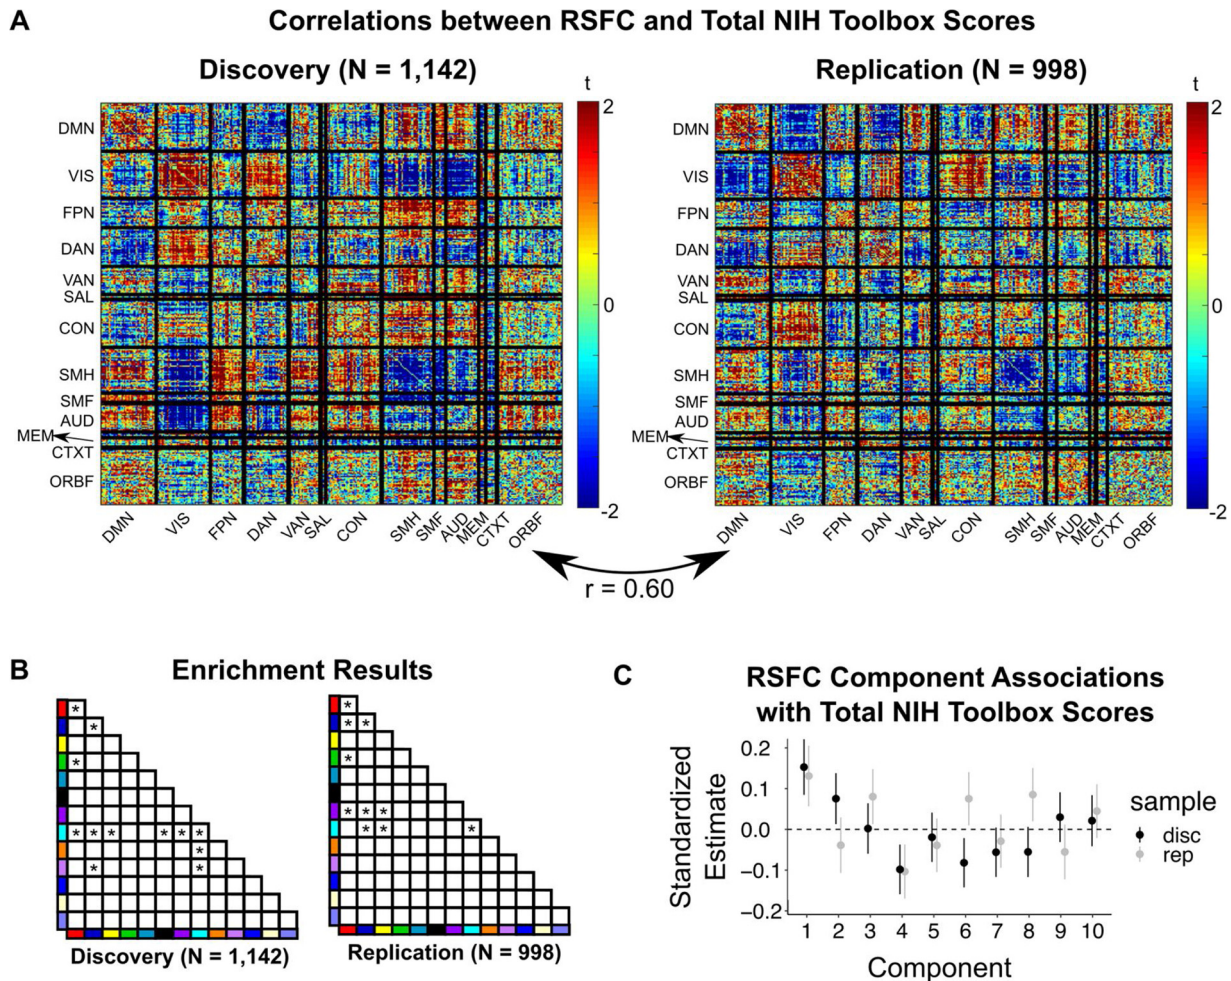 A
Correlations between RSFC and Total NIH Toolbox Scores
Discovery (N = 1,142)
t
2
0
-2
DMN
VIS
FPN
DAN
VAN
SAL
CON
SMH
SMF
AUD
MEM
CTXT
ORBF
DMN
VIS
FPN
DAN
VAN
SAL
CON
SMH
SMF
AUD
MEM
CTXT
ORBF
Replication (N = 998)
t
2
0
-2
DMN
VIS
FPN
DAN
VAN
SAL
CON
SMH
SMF
AUD
MEM
CTXT
ORBF
DMN
VIS
FPN
DAN
VAN
SAL
CON
SMH
SMF
AUD
MEM
CTXT
ORBF
r = 0.60
B
Enrichment Results
*
*
*
* * * * * *
*
* *
Discovery (N = 1,142)
*
* *
*
* * *
* * *
Replication (N = 998)
C
RSFC Component Associations
with Total NIH Toolbox Scores
Standardized
Estimate
0.2
0.1
0.0
−0.1
−0.2
1 2 3 4 5 6 7 8 9 10
Component
sample
disc
rep